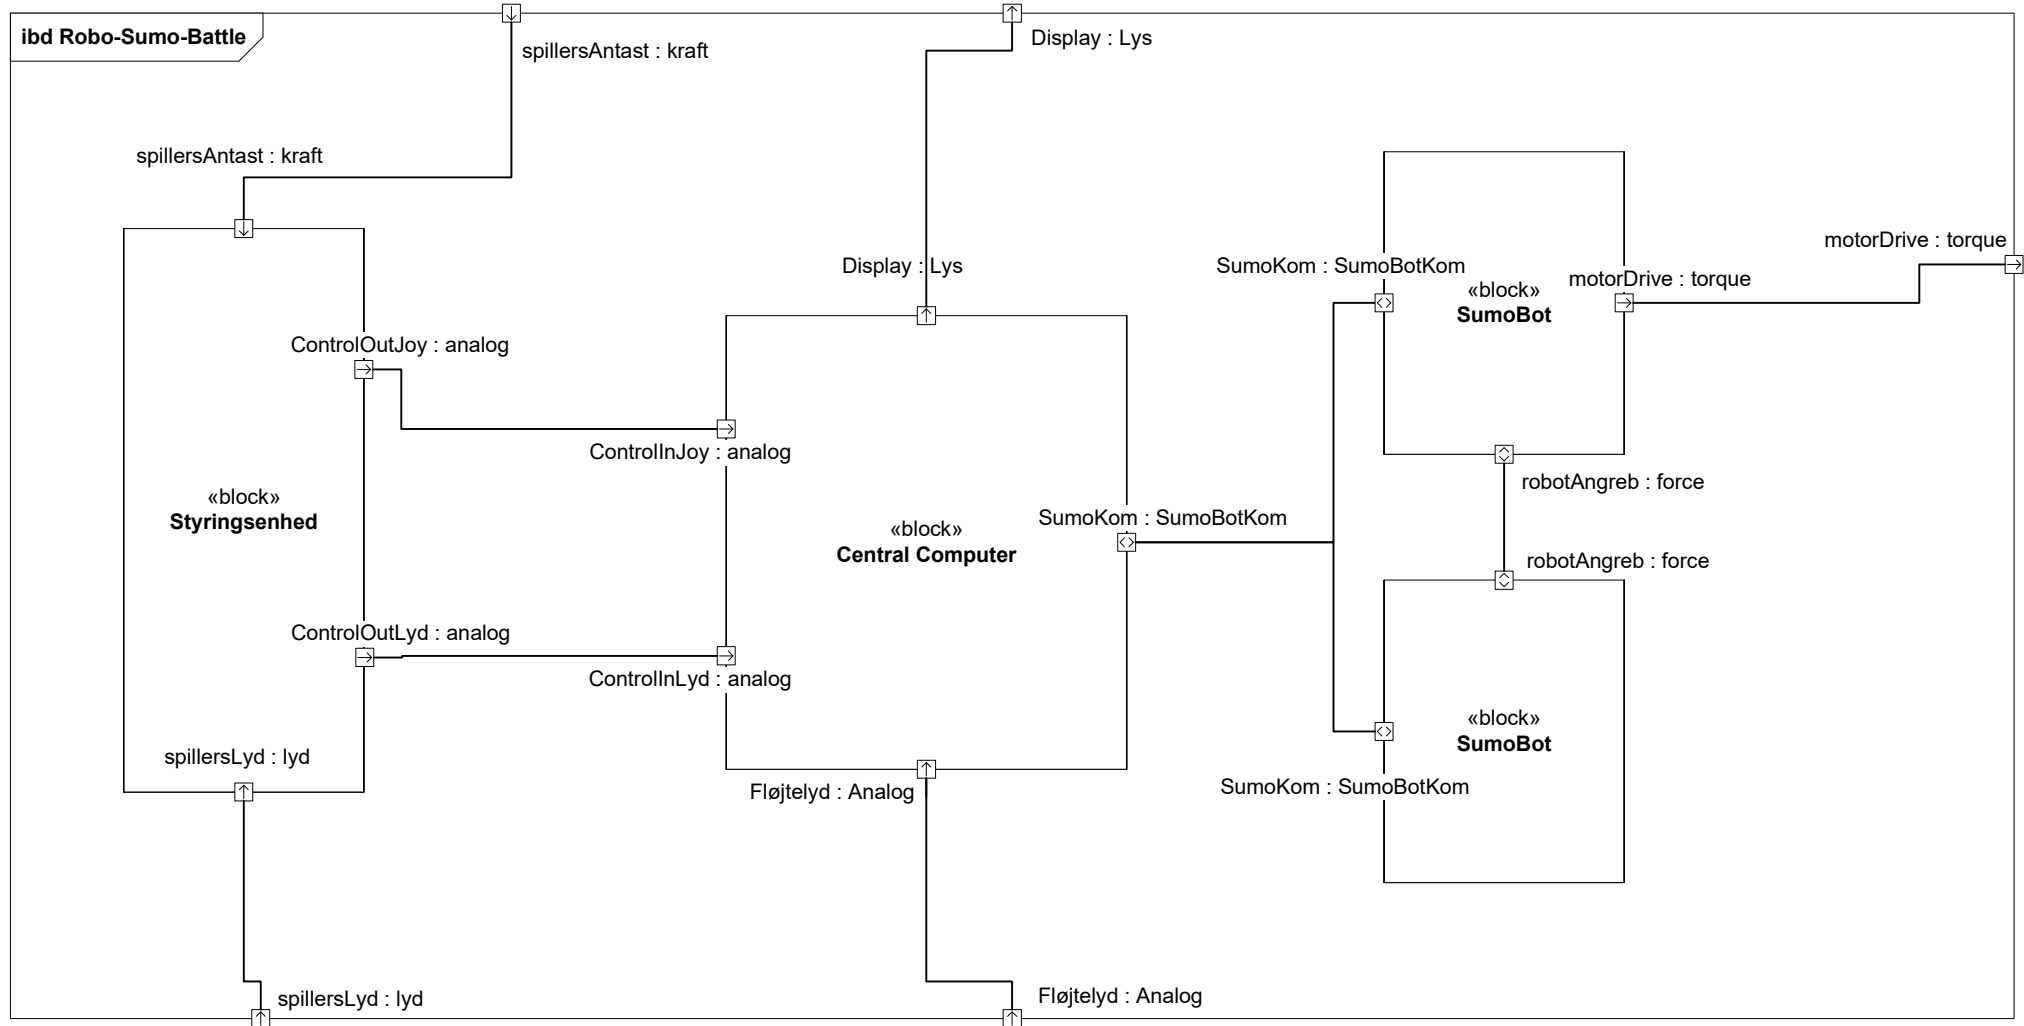 ibd Robo-Sumo-Battle
spillersAntast : kraft
Display : Lys
spillersAntast : kraft
motorDrive : torque
Display : Lys
SumoKom : SumoBotKom
motorDrive : torque
«block»
SumoBot
ControlOutJoy : analog
ControlInJoy : analog
robotAngreb : force
«block»
Styringsenhed
SumoKom : SumoBotKom
«block»
Central Computer
robotAngreb : force
ControlOutLyd : analog
ControlInLyd : analog
«block»
SumoBot
spillersLyd : lyd
Fløjtelyd : Analog
SumoKom : SumoBotKom
spillersLyd : lyd
Fløjtelyd : Analog